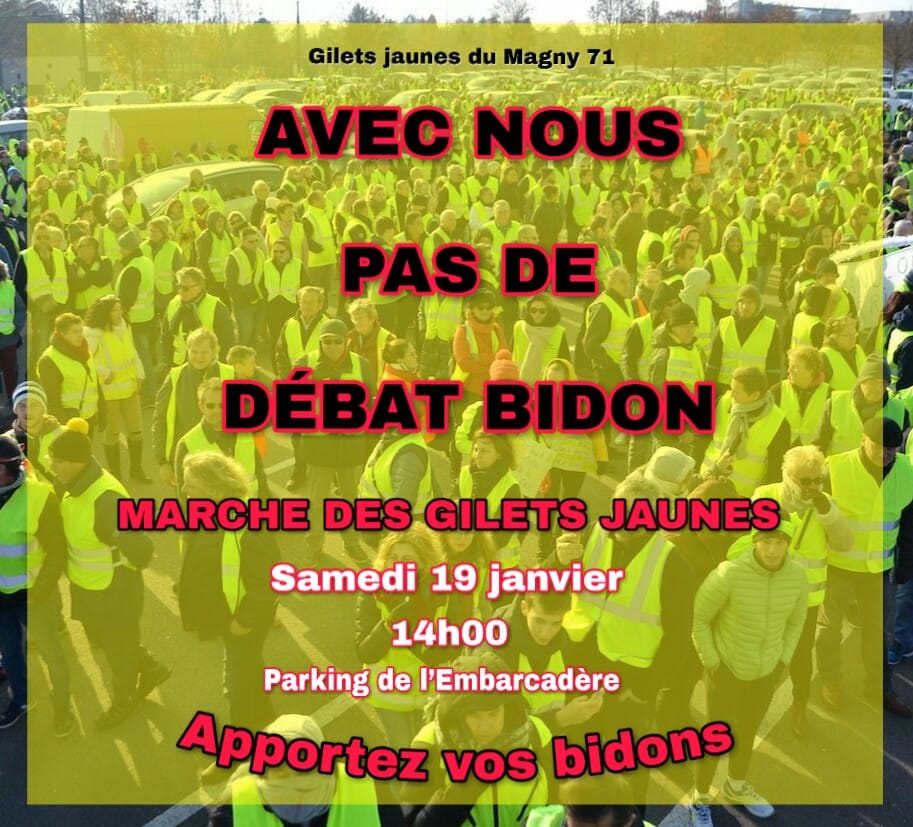 Gilets jaunes du Magny 71
AVEC NOUS
PAS DE
DÉBAT BIDON
MARCHE DES GILETS JAUNES
Samedi 19 janvier
14h00
Parking de l'Embarcadère
Apportez vos bidons